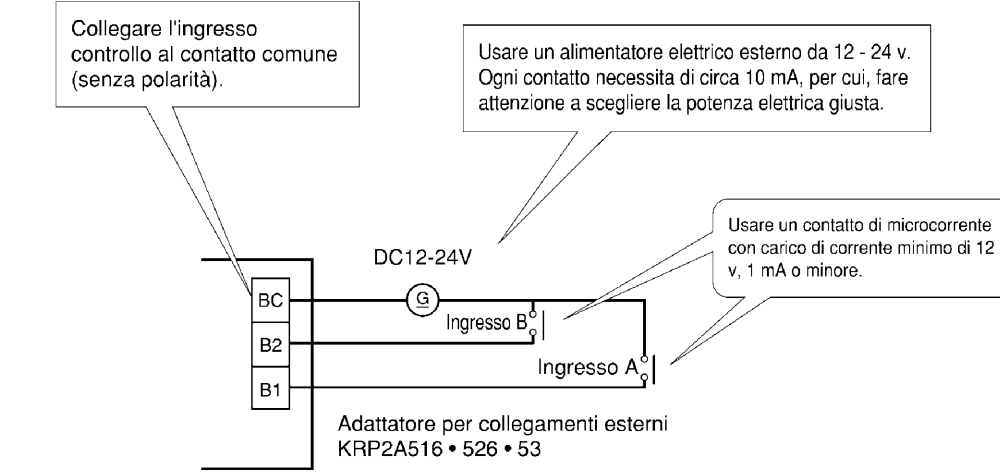 Collegare l'ingresso
controllo al contatto comune
(senza polarità).
Usare un alimentatore elettrico esterno da 12 - 24 v.
Ogni contatto necessita di circa 10 mA, per cui, fare
attenzione a scegliere la potenza elettrica giusta.
Usare un contatto di microcorrente
con carico di corrente minimo di 12
v, 1 mA o minore.
DC12-24V
BC
G
Ingresso B
B2
Ingresso A
B1
Adattatore per collegamenti esterni
KRP2A516 • 526 • 53